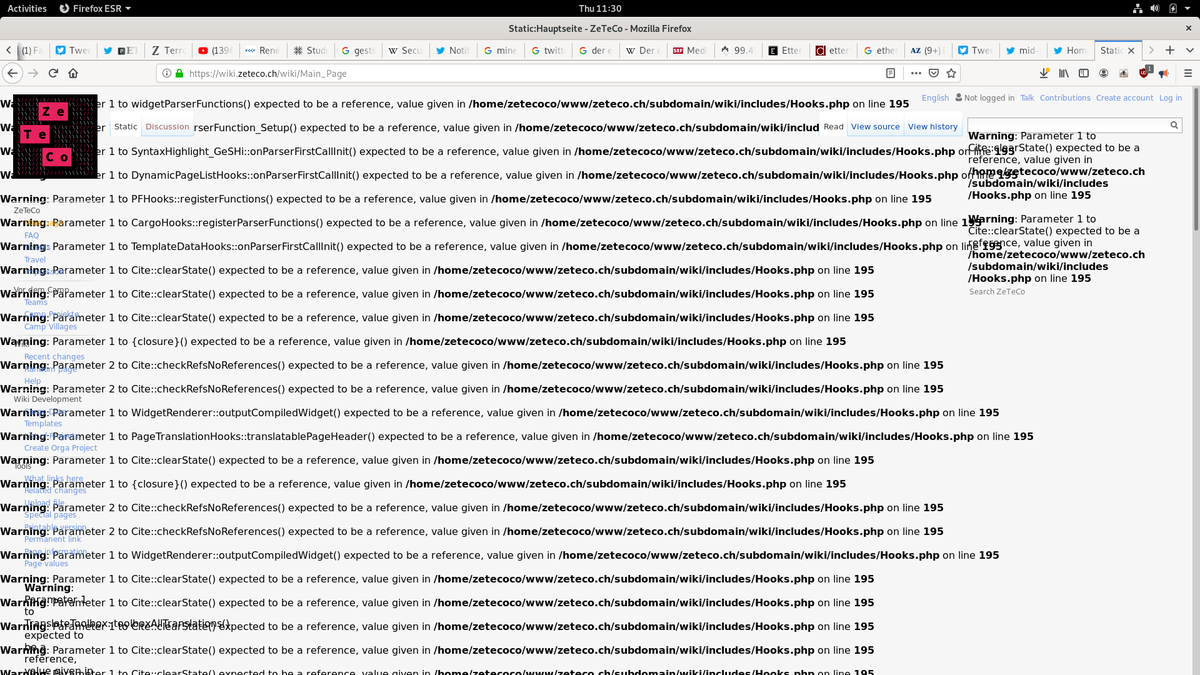 Activities Firefox ESR Thu 11:30
Static:Hauptseite - ZeTeCo - Mozilla Firefox
(1) Twe Terr (139 Rene Stud gest Secu Notif mine twitt der e Der Medi 99.4 Etter etter ethe (9+) Twe mid- Hom Static
https://wiki.zeteco.ch/wiki/Main_Page
English Not logged in Talk Contributions Create account Log in
Ze
Te
Co
Static Discussion Read View source View history
er 1 to widgetParserFunctions() expected to be a reference, value given in /home/zetecoco/www/zeteco.ch/subdomain/wiki/includes/Hooks.php on line 195
rserFunction_Setup() expected to be a reference, value given in /home/zetecoco/www/zeteco.ch/subdomain/wiki/includ
er 1 to SyntaxHighlight_GeSHi::onParserFirstCallInit() expected to be a reference, value given in /home/zetecoco/www/zeteco.ch/subdomain/wiki/includes/Hooks.php on line 195
er 1 to DynamicPageListHooks::onParserFirstCallInit() expected to be a reference, value given in /home/zetecoco/www/zeteco.ch/subdomain/wiki/includes/Hooks.php on line 195
Warning: Parameter 1 to PFHooks::registerFunctions() expected to be a reference, value given in /home/zetecoco/www/zeteco.ch/subdomain/wiki/includes/Hooks.php on line 195
Warning: Parameter 1 to CargoHooks::registerParserFunctions() expected to be a reference, value given in /home/zetecoco/www/zeteco.ch/subdomain/wiki/includes/Hooks.php on line 195
Warning: Parameter 1 to TemplateDataHooks::onParserFirstCallInit() expected to be a reference, value given in /home/zetecoco/www/zeteco.ch/subdomain/wiki/includes/Hooks.php on line 195
Warning: Parameter 1 to Cite::clearState() expected to be a reference, value given in /home/zetecoco/www/zeteco.ch/subdomain/wiki/includes/Hooks.php on line 195
Warning: Parameter 1 to Cite::clearState() expected to be a reference, value given in /home/zetecoco/www/zeteco.ch/subdomain/wiki/includes/Hooks.php on line 195
Warning: Parameter 1 to Cite::clearState() expected to be a reference, value given in /home/zetecoco/www/zeteco.ch/subdomain/wiki/includes/Hooks.php on line 195
Warning: Parameter 1 to {closure}() expected to be a reference, value given in /home/zetecoco/www/zeteco.ch/subdomain/wiki/includes/Hooks.php on line 195
Warning: Parameter 2 to Cite::checkRefsNoReferences() expected to be a reference, value given in /home/zetecoco/www/zeteco.ch/subdomain/wiki/includes/Hooks.php on line 195
Warning: Parameter 2 to Cite::checkRefsNoReferences() expected to be a reference, value given in /home/zetecoco/www/zeteco.ch/subdomain/wiki/includes/Hooks.php on line 195
Warning: Parameter 1 to WidgetRenderer::outputCompiledWidget() expected to be a reference, value given in /home/zetecoco/www/zeteco.ch/subdomain/wiki/includes/Hooks.php on line 195
Warning: Parameter 1 to PageTranslationHooks::translatablePageHeader() expected to be a reference, value given in /home/zetecoco/www/zeteco.ch/subdomain/wiki/includes/Hooks.php on line 195
Warning: Parameter 1 to Cite::clearState() expected to be a reference, value given in /home/zetecoco/www/zeteco.ch/subdomain/wiki/includes/Hooks.php on line 195
Warning: Parameter 1 to {closure}() expected to be a reference, value given in /home/zetecoco/www/zeteco.ch/subdomain/wiki/includes/Hooks.php on line 195
Warning: Parameter 2 to Cite::checkRefsNoReferences() expected to be a reference, value given in /home/zetecoco/www/zeteco.ch/subdomain/wiki/includes/Hooks.php on line 195
Warning: Parameter 2 to Cite::checkRefsNoReferences() expected to be a reference, value given in /home/zetecoco/www/zeteco.ch/subdomain/wiki/includes/Hooks.php on line 195
Warning: Parameter 1 to WidgetRenderer::outputCompiledWidget() expected to be a reference, value given in /home/zetecoco/www/zeteco.ch/subdomain/wiki/includes/Hooks.php on line 195
Warning: Parameter 1 to Cite::clearState() expected to be a reference, value given in /home/zetecoco/www/zeteco.ch/subdomain/wiki/includes/Hooks.php on line 195
Warning: Parameter 1 to Cite::clearState() expected to be a reference, value given in /home/zetecoco/www/zeteco.ch/subdomain/wiki/includes/Hooks.php on line 195
Warning: Parameter 1 to Cite::clearState() expected to be a reference, value given in /home/zetecoco/www/zeteco.ch/subdomain/wiki/includes/Hooks.php on line 195
Warning: Parameter 1 to Cite::clearState() expected to be a reference, value given in /home/zetecoco/www/zeteco.ch/subdomain/wiki/includes/Hooks.php on line 195
Warning: Parameter 1 to Cite::clearState() expected to be a reference, value given in /home/zetecoco/www/zeteco.ch/subdomain/wiki/includes/Hooks.php on line 195
ZeTeCo
FAQ
Travel
Vor dem Camp
Teams
Camp Projekte
Camp Villages
Recent changes
Random page
Help
Wiki Development
Templates
Create Orga Project
Tools
What links here
Related changes
Upload file
Special pages
Printable version
Permanent link
Page information
Page values
Warning:
Parameter 1
to
TranslateToolbox::toolboxAllTranslations()
expected to
be a
reference,
value given in
Warning: Parameter 1 to
Cite::clearState() expected to be a
reference, value given in
/home/zetecoco/www/zeteco.ch
/subdomain/wiki/includes
/Hooks.php on line 195
Warning: Parameter 1 to
Cite::clearState() expected to be a
reference, value given in
/home/zetecoco/www/zeteco.ch
/subdomain/wiki/includes
/Hooks.php on line 195
Search ZeTeCo